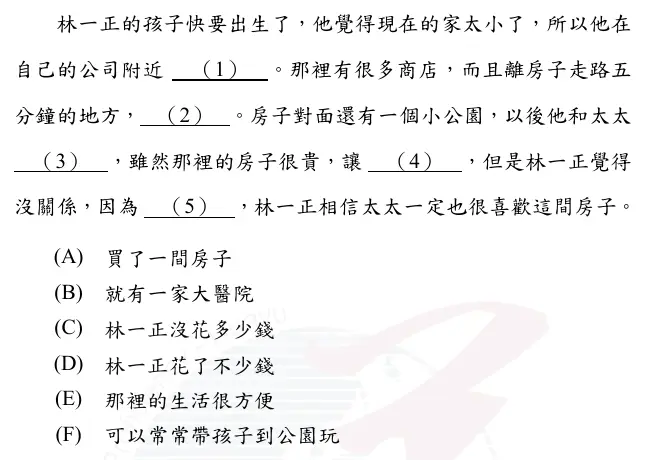 林一正的孩子快要出生了，他覺得現在的家太小了，所以他在
自己的公司附近 （1） 。那裡有很多商店，而且離房子走路五
分鐘的地方， （2） 。房子對面還有一個小公園，以後他和太太
（3） ，雖然那裡的房子很貴，讓 （4） ，但是林一正覺得
沒關係，因為 （5） ，林一正相信太太一定也很喜歡這間房子。
(A) 買了一間房子
(B) 就有一家大醫院
(C) 林一正沒花多少錢
(D) 林一正花了不少錢
(E) 那裡的生活很方便
(F) 可以常常帶孩子到公園玩